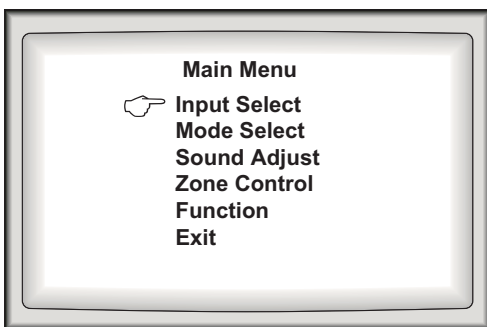 Main Menu
Input Select
Mode Select
Sound Adjust
Zone Control
Function
Exit